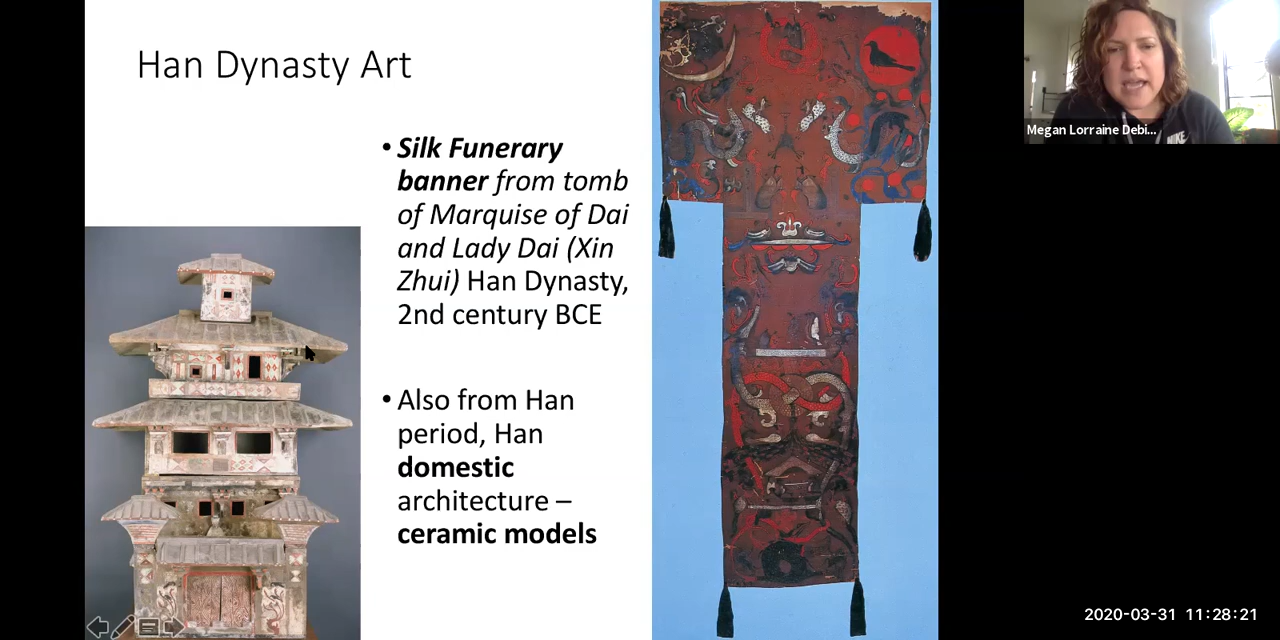 Han Dynasty Art
• Silk Funerary
banner from tomb
of Marquise of Dai
and Lady Dai (Xin
Zhui) Han Dynasty,
2nd century BCE
• Also from Han
period, Han
domestic
architecture –
ceramic models
Megan Lorraine Debi...
NIKE
2020-03-31 11:28:21